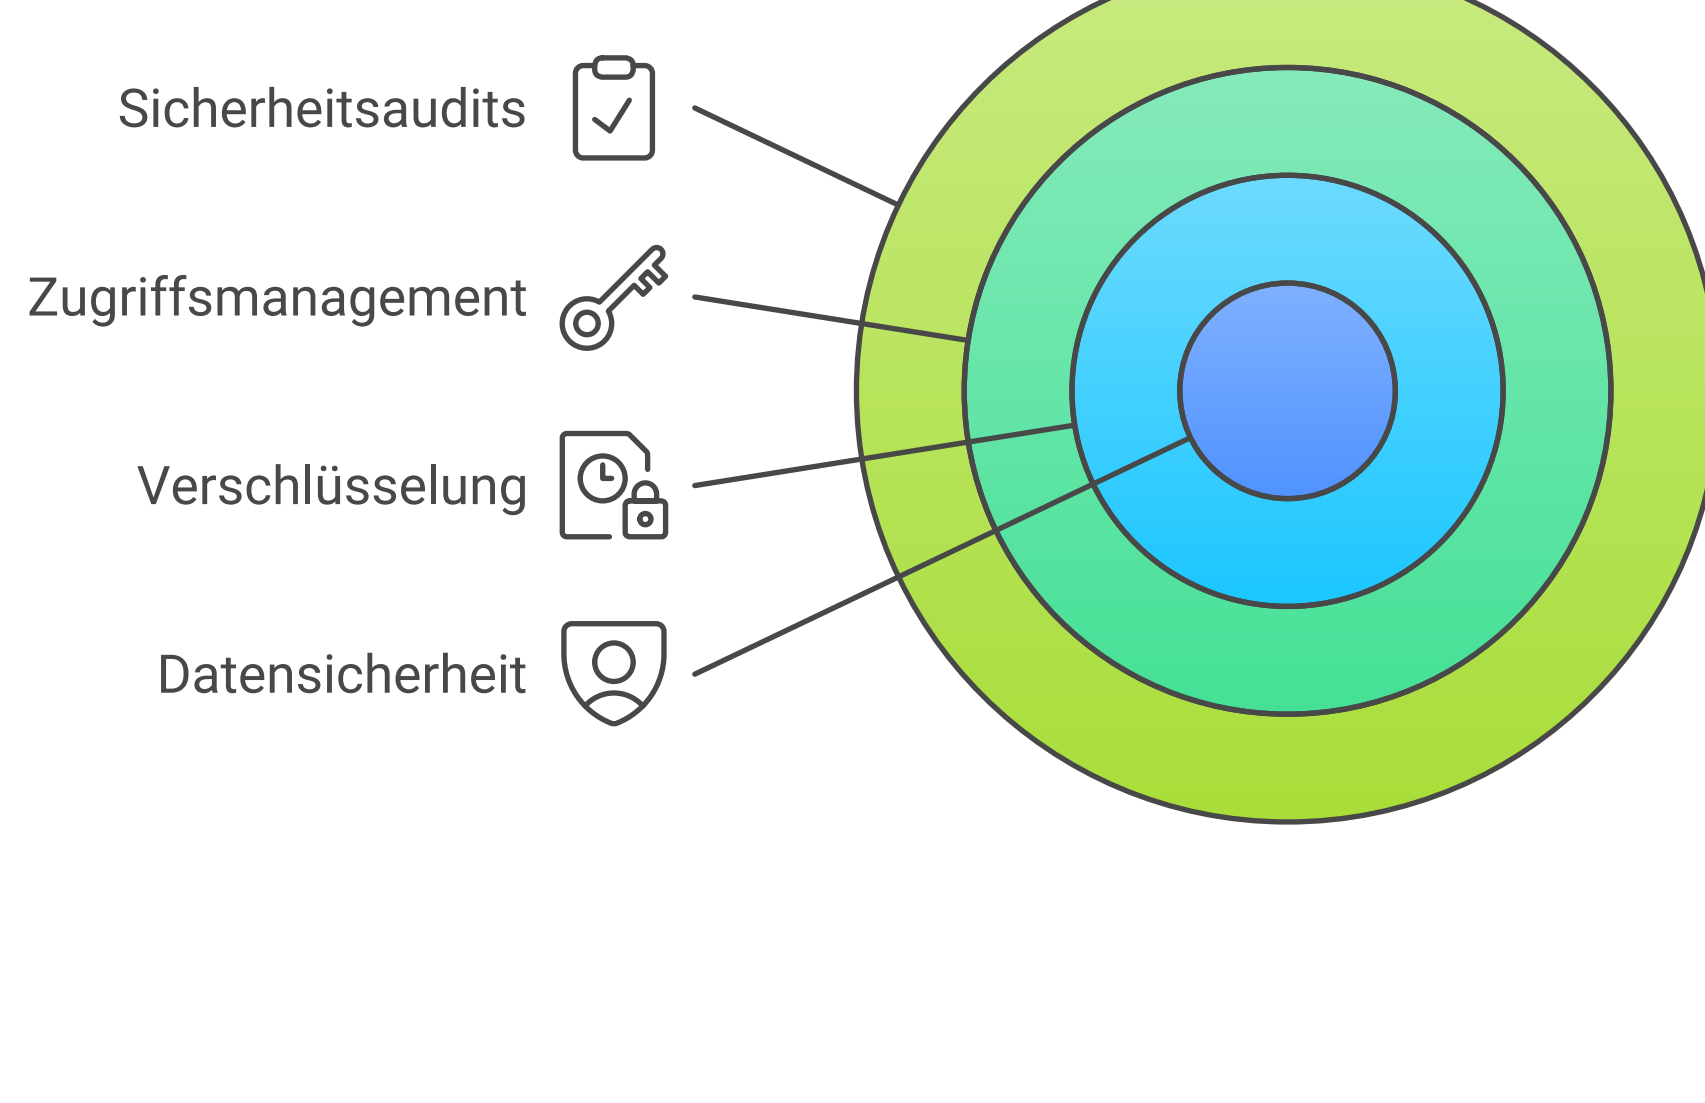 Sicherheitsaudits
Zugriffsmanagement
Verschlüsselung
Datensicherheit